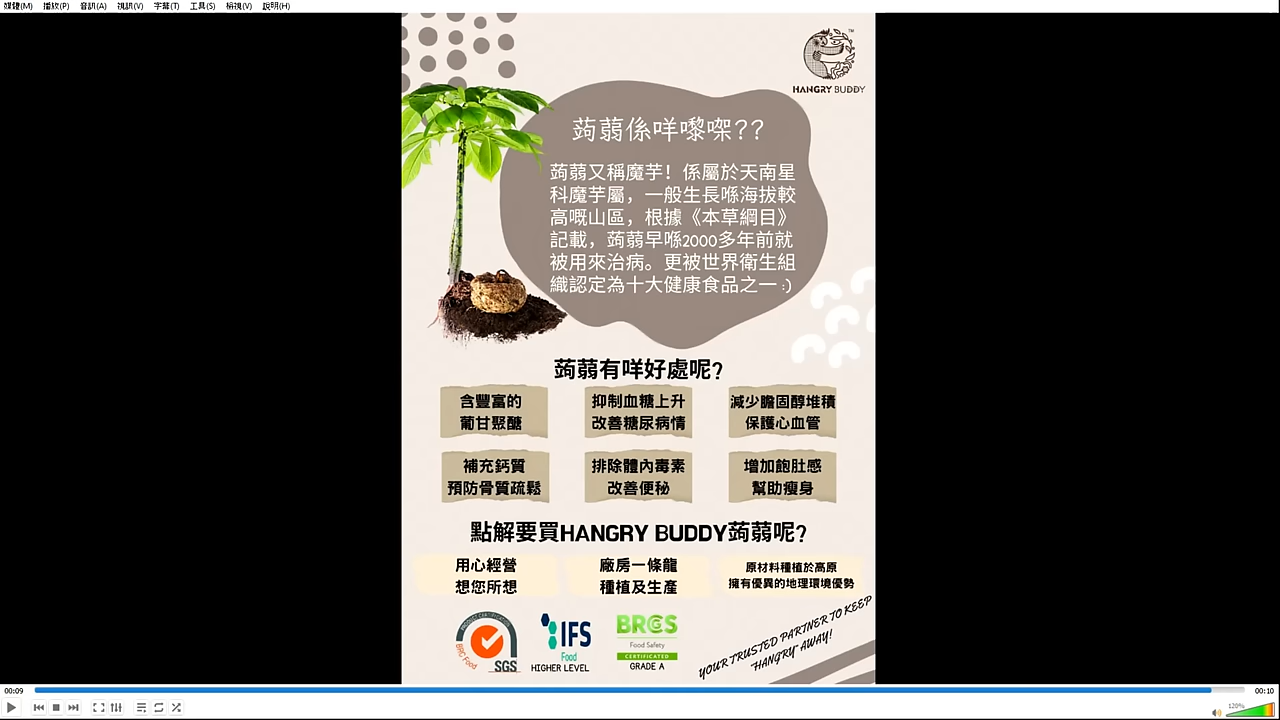 媒體(M) 播放(P) 音訊(A) 視訊(V) 字幕(T) 工具(S) 檢視(V) 說明(H)
TM
HANGRY BUDDY
蒟蒻係咩嚟㗎??
蒟蒻又稱魔芋！係屬於天南星
科魔芋屬，一般生長喺海拔較
高嘅山區，根據《本草綱目》
記載，蒟蒻早喺2000多年前就
被用來治病。更被世界衛生組
織認定為十大健康食品之一 :)
蒟蒻有咩好處呢?
含豐富的
葡甘聚醣
抑制血糖上升
改善糖尿病情
減少膽固醇堆積
保護心血管
補充鈣質
預防骨質疏鬆
排除體內毒素
改善便秘
增加飽肚感
幫助瘦身
點解要買HANGRY BUDDY蒟蒻呢?
用心經營
想您所想
廠房一條龍
種植及生產
原材料種植於高原
擁有優異的地理環境優勢
PRODUCT CERTIFICATION
BRC Food
SGS
IFS
Food
HIGHER LEVEL
BRCGS
Food Safety
CERTIFICATED
GRADE A
YOUR TRUSTED PARTNER TO KEEP
"HANGRY" AWAY!
00:09
00:10
120%